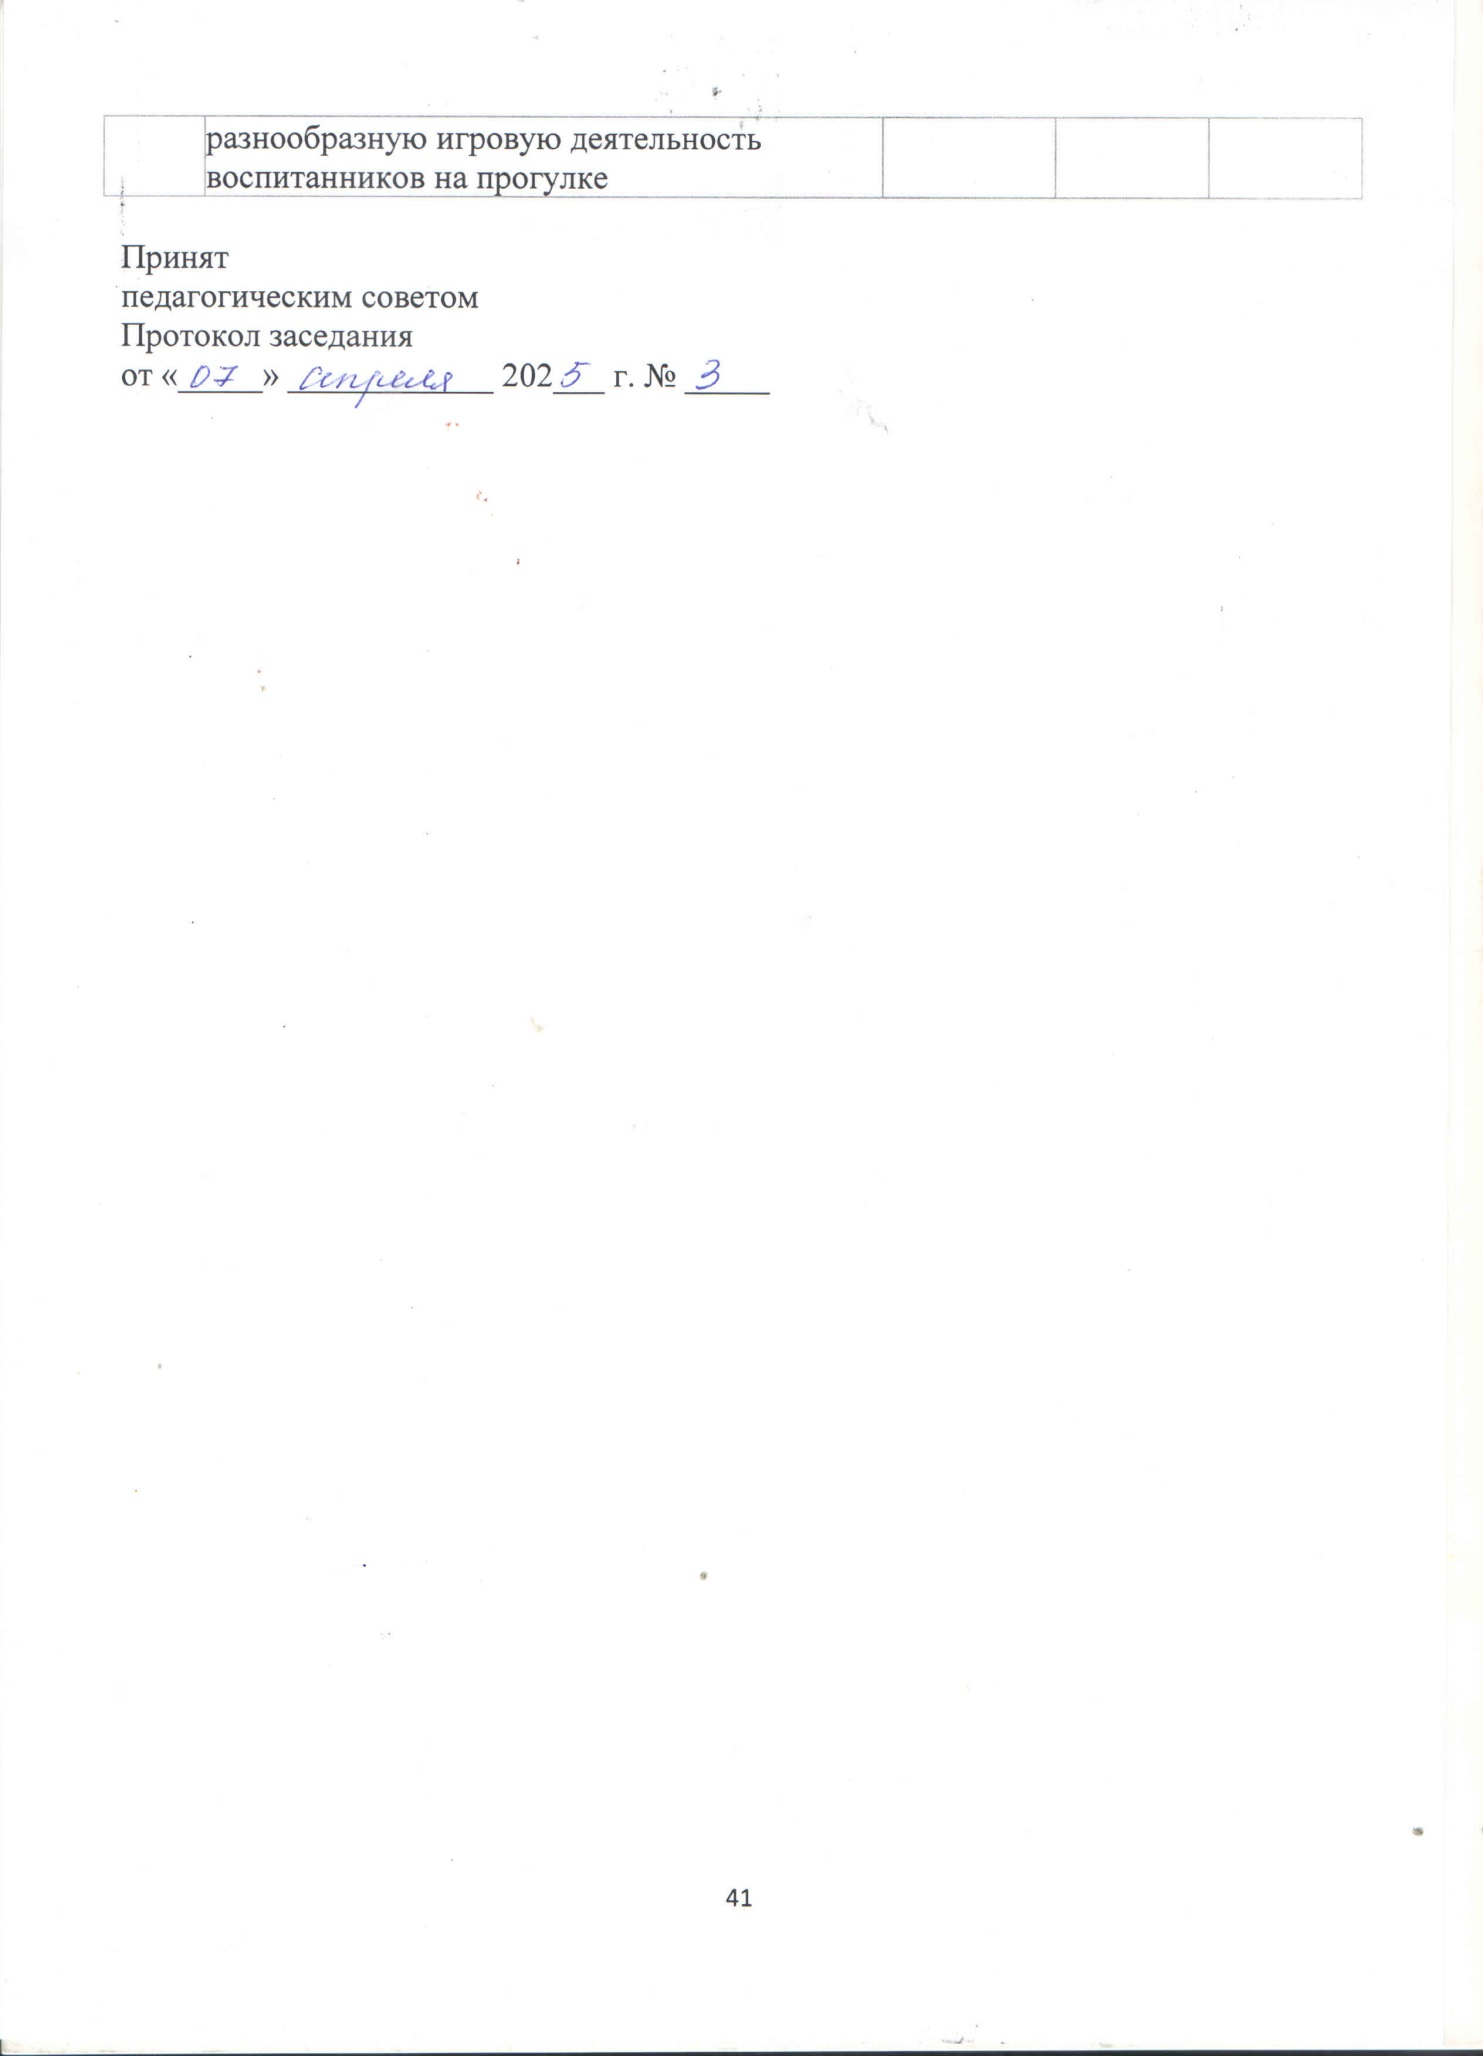 разнообразную игровую деятельность
воспитанников на прогулке
Принят
педагогическим советом
Протокол заседания
от «07» апреля 2025 г. № 3
41